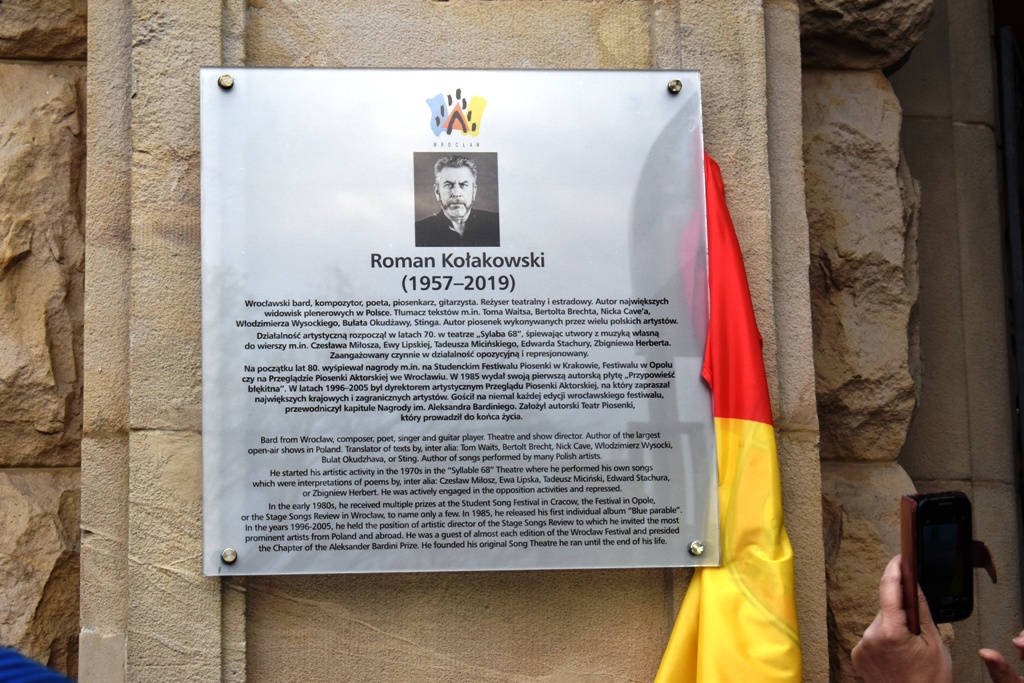 WROCŁAW
Roman Kołakowski
(1957–2019)
Wrocławski bard, kompozytor, poeta, piosenkarz, gitarzysta. Reżyser teatralny i estradowy. Autor największych
widowisk plenerowych w Polsce. Tłumacz tekstów m.in. Toma Waitsa, Bertolta Brechta, Nicka Cave'a,
Włodzimierza Wysockiego, Bułata Okudżawy, Stinga. Autor piosenek wykonywanych przez wielu polskich artystów.
Działalność artystyczną rozpoczął w latach 70. w teatrze „Sylaba 68”, śpiewając utwory z muzyką własną
do wierszy m.in. Czesława Miłosza, Ewy Lipskiej, Tadeusza Micińskiego, Edwarda Stachury, Zbigniewa Herberta.
Zaangażowany czynnie w działalność opozycyjną i represjonowany.
Na początku lat 80. wyśpiewał nagrody m.in. na Studenckim Festiwalu Piosenki w Krakowie, Festiwalu w Opolu
czy na Przeglądzie Piosenki Aktorskiej we Wrocławiu. W 1985 wydał swoją pierwszą autorską płytę „Przypowieść
błękitna”. W latach 1996–2005 był dyrektorem artystycznym Przeglądu Piosenki Aktorskiej, na który zapraszał
największych krajowych i zagranicznych artystów. Gościł na niemal każdej edycji wrocławskiego festiwalu,
przewodniczył kapitule Nagrody im. Aleksandra Bardiniego. Założył autorski Teatr Piosenki,
który prowadził do końca życia.
Bard from Wrocław, composer, poet, singer and guitar player. Theatre and show director. Author of the largest
open-air shows in Poland. Translator of texts by, inter alia: Tom Waits, Bertolt Brecht, Nick Cave, Włodzimierz Wysocki,
Bułat Okudzhava, or Sting. Author of songs performed by many Polish artists.
He started his artistic activity in the 1970s in the “Syllable 68” Theatre where he performed his own songs
which were interpretations of poems by, inter alia: Czesław Miłosz, Ewa Lipska, Tadeusz Miciński, Edward Stachura,
or Zbigniew Herbert. He was actively engaged in the opposition activities and repressed.
In the early 1980s, he received multiple prizes at the Student Song Festival in Cracow, the Festival in Opole,
or the Stage Songs Review in Wrocław, to name only a few. In 1985, he released his first individual album “Blue parable”.
In the years 1996-2005, he held the position of artistic director of the Stage Songs Review to which he invited the most
prominent artists from Poland and abroad. He was a guest of almost each edition of the Wrocław Festival and presided
the Chapter of the Aleksander Bardini Prize. He founded his original Song Theatre he ran until the end of his life.